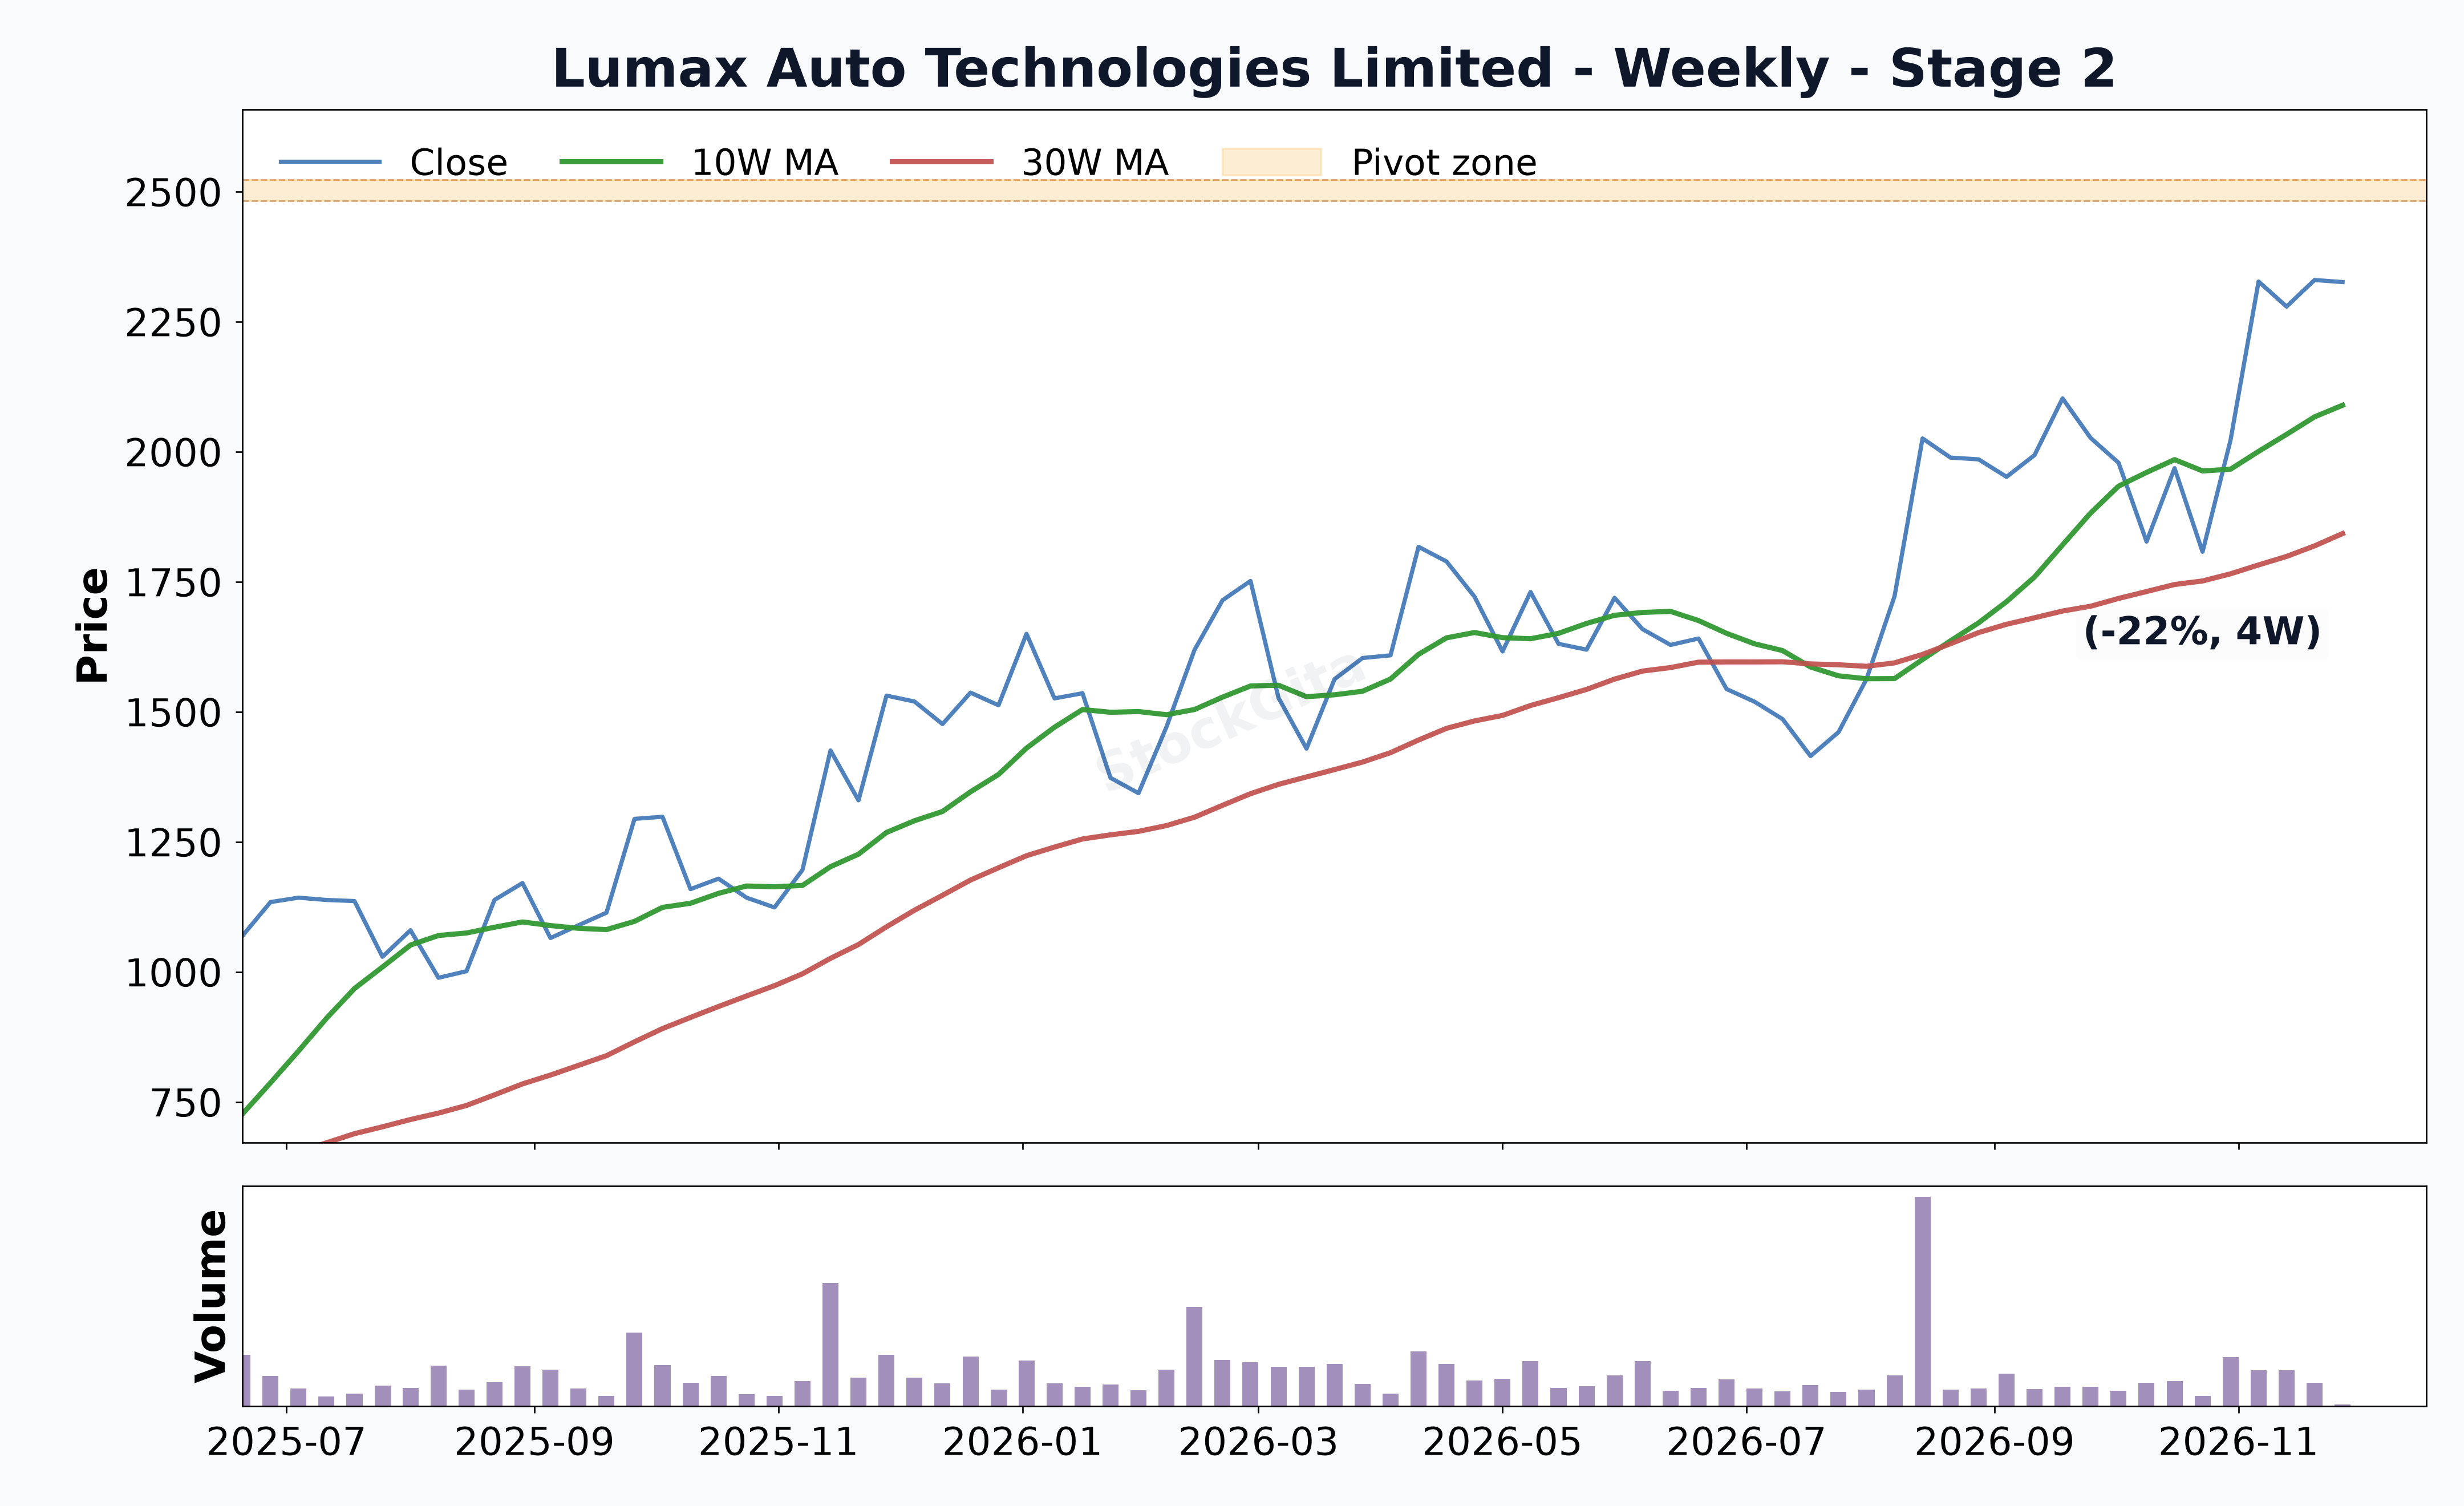 Lumax Auto Technologies Limited - Weekly - Stage 2
Close 10W MA 30W MA Pivot zone
2500
2250
2000
1750
1500
1250
1000
750
Price
(-22%, 4W)
StockGita
Volume
2025-07 2025-09 2025-11 2026-01 2026-03 2026-05 2026-07 2026-09 2026-11